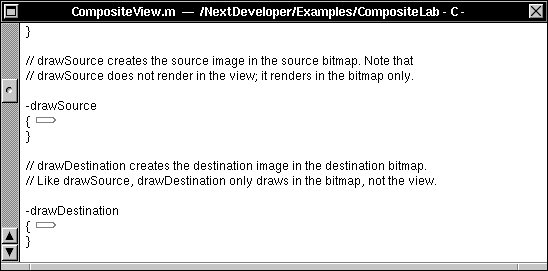 CompositeView.m — /NextDeveloper/Examples/CompositeLab - C -
}
// drawSource creates the source image in the source bitmap. Note that
// drawSource does not render in the view; it renders in the bitmap only.
-drawSource
{
}
// drawDestination creates the destination image in the destination bitmap.
// Like drawSource, drawDestination only draws in the bitmap, not the view.
-drawDestination
{
}